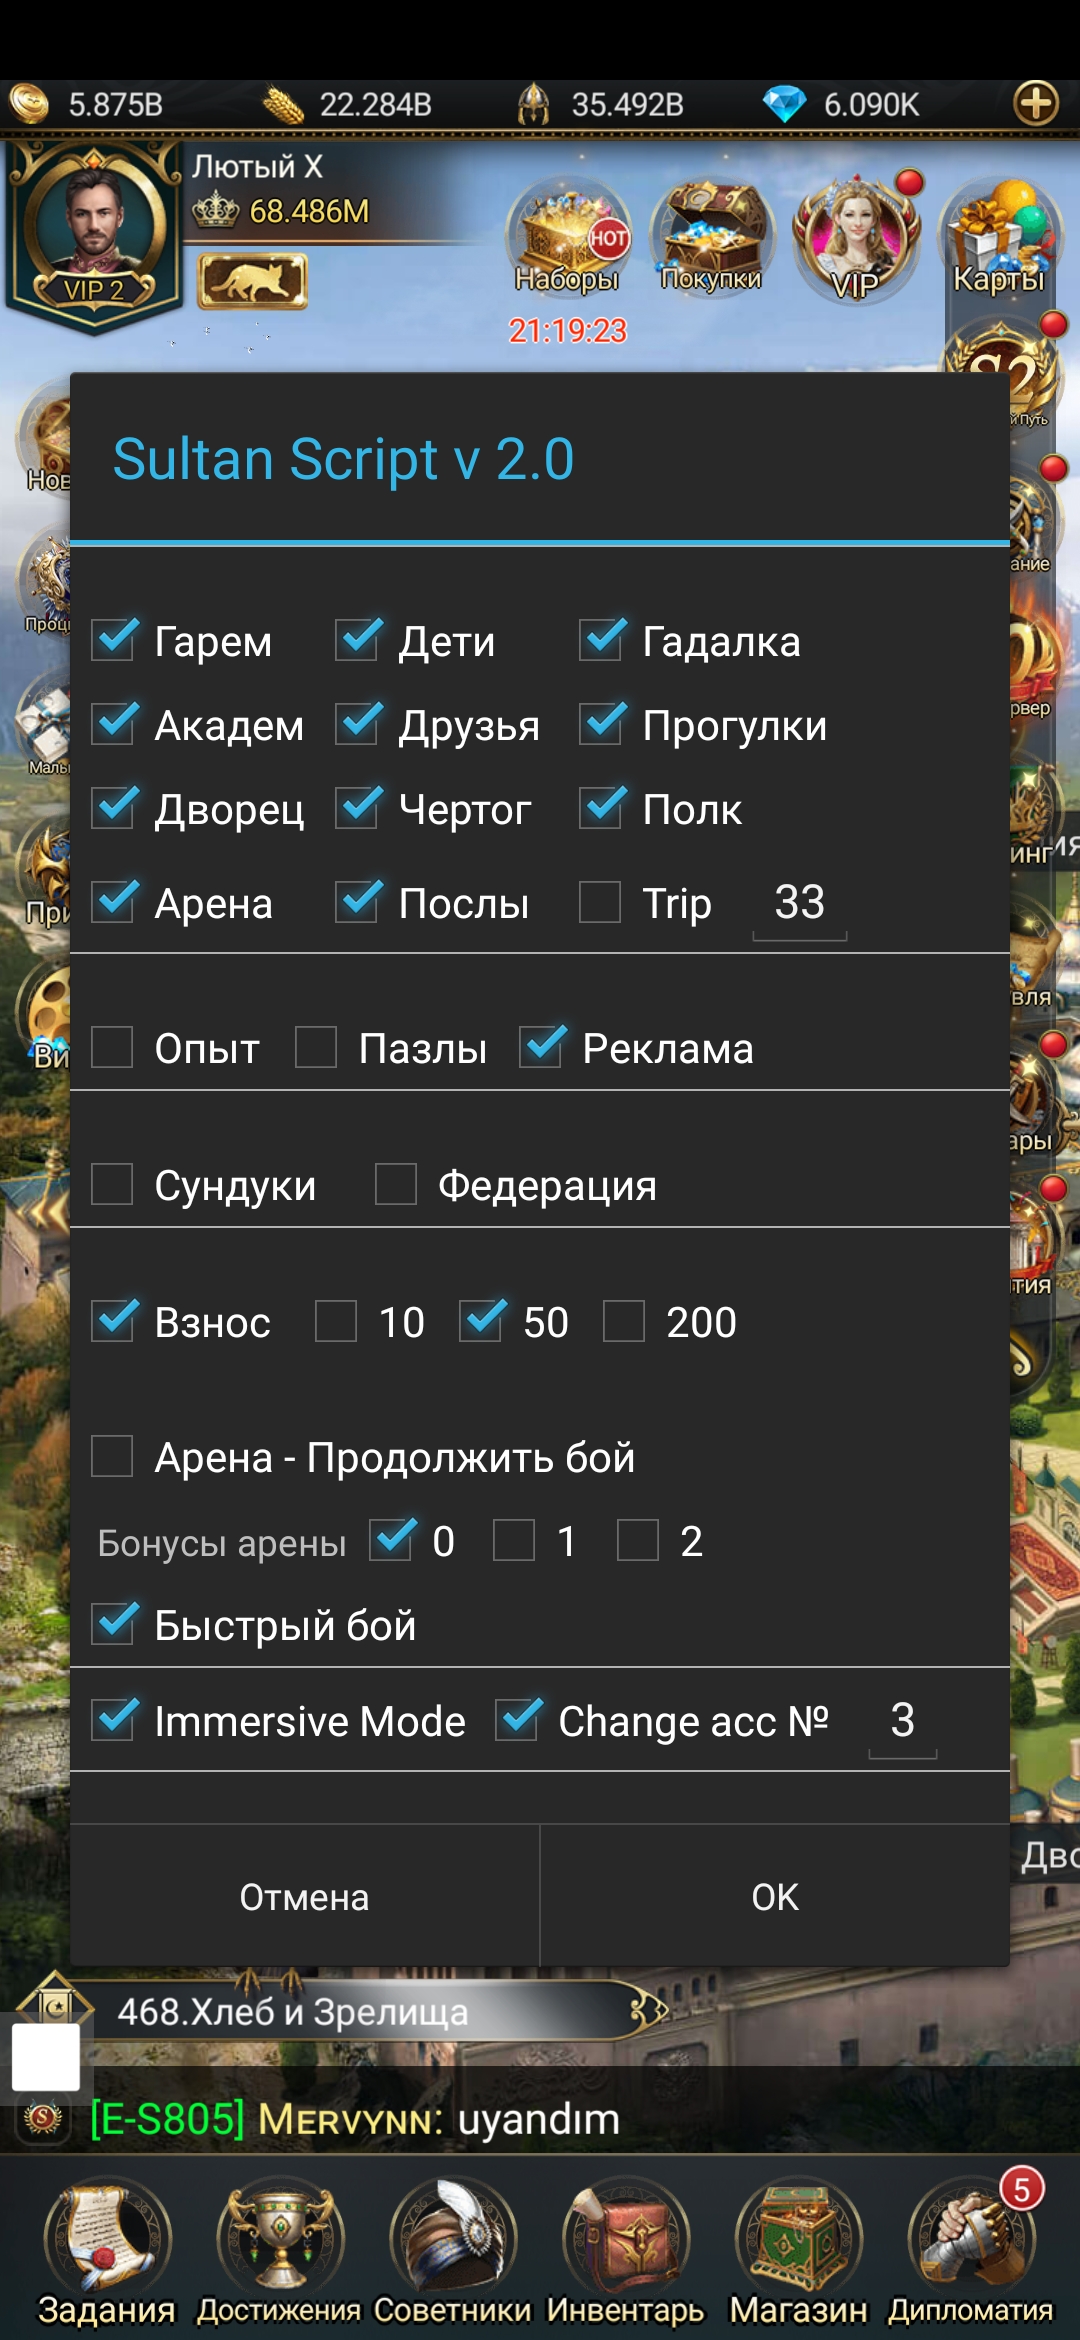 5.875B 22.284B 35.492B 6.090K
Лютый X
68.486M
VIP 2
HOT
Наборы Покупки VIP Карты
21:19:23
Sultan Script v 2.0
Гарем Дети Гадалка
Академ Друзья Прогулки
Дворец Чертог Полк
Арена Послы Trip 33
Опыт Пазлы Реклама
Сундуки Федерация
Взнос 10 50 200
Арена - Продолжить бой
Бонусы арены 0 1 2
Быстрый бой
Immersive Mode Change acc № 3
Отмена OK
468.Хлеб и Зрелища
[E-S805] MERVYNN: uyandım
5
Задания Достижения Советники Инвентарь Магазин Дипломатия